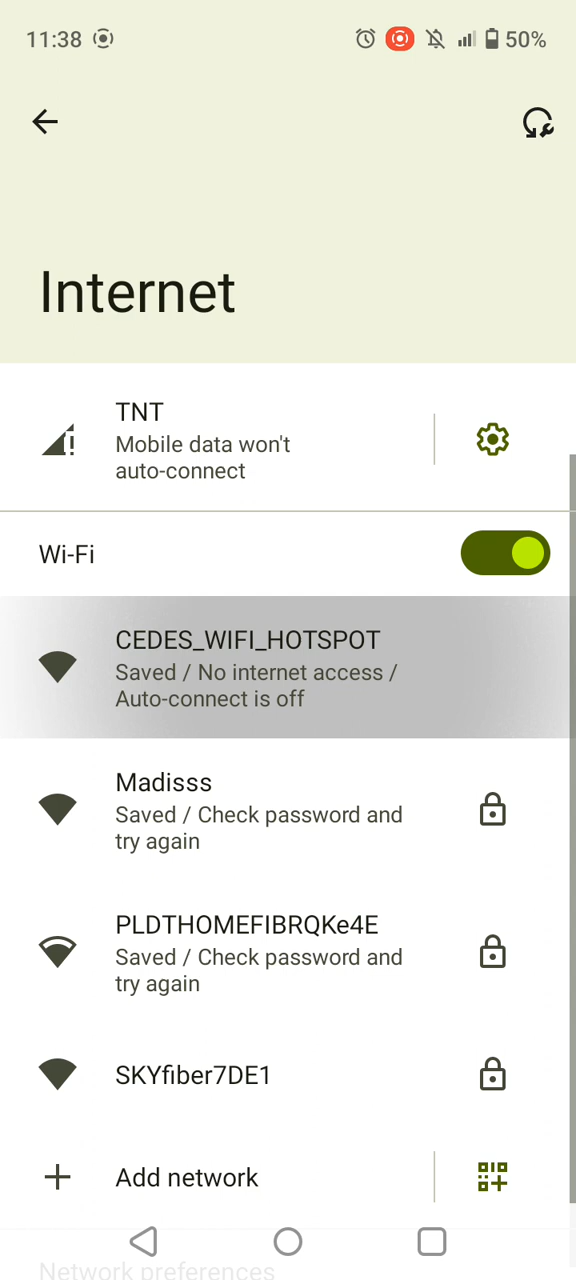 11:38
50%
Internet
TNT
Mobile data won't
auto-connect
Wi-Fi
CEDES_WIFI_HOTSPOT
Saved / No internet access /
Auto-connect is off
Madisss
Saved / Check password and
try again
PLDTHOMEFIBRQKe4E
Saved / Check password and
try again
SKYfiber7DE1
Add network
Network preferences